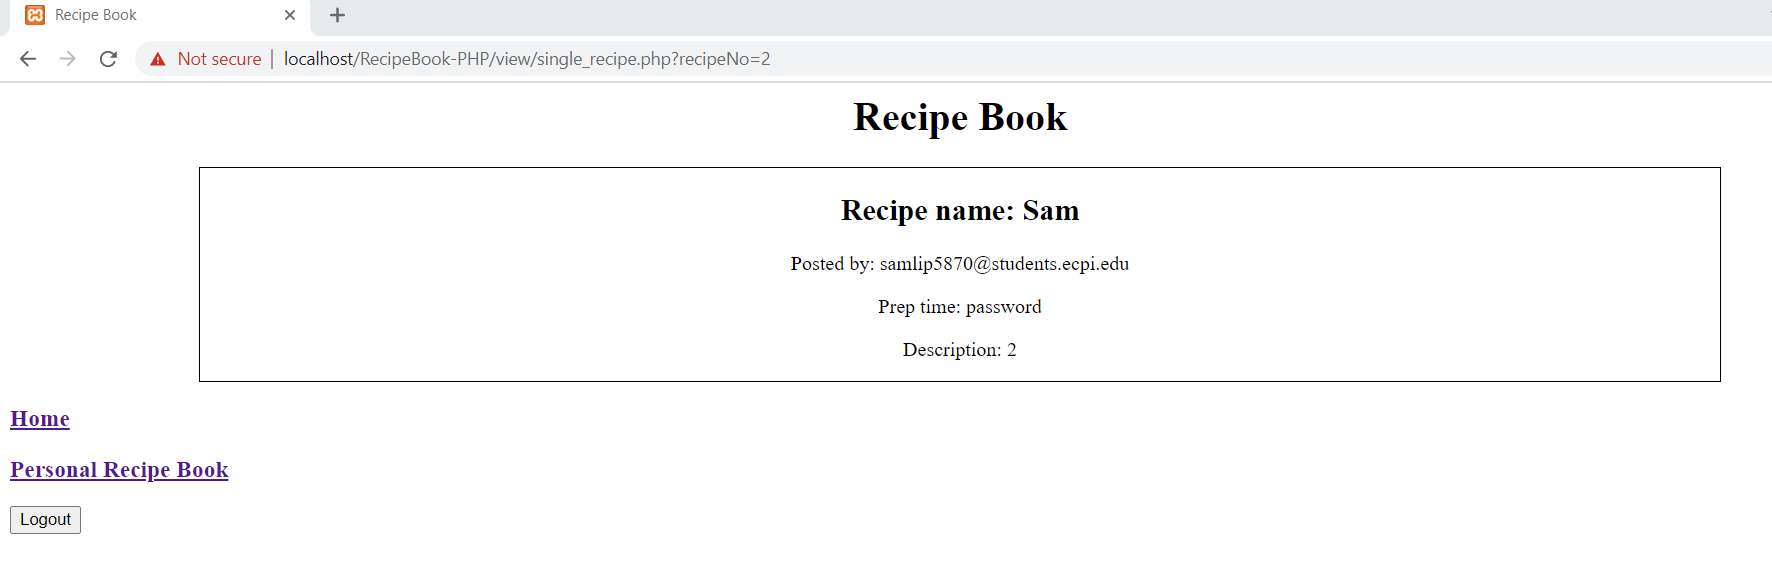 Recipe Book
Not secure | localhost/RecipeBook-PHP/view/single_recipe.php?recipeNo=2
Recipe Book
Recipe name: Sam
Posted by: samlip5870@students.ecpi.edu
Prep time: password
Description: 2
Home
Personal Recipe Book
Logout